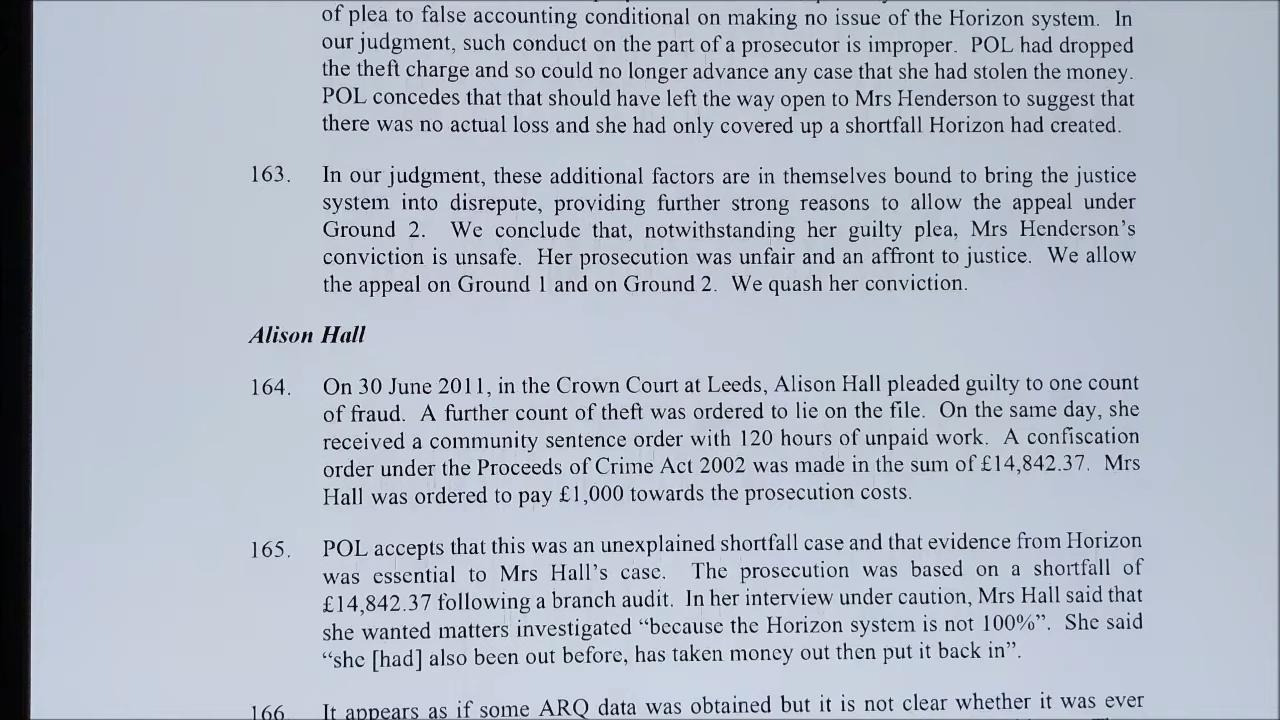 of plea to false accounting conditional on making no issue of the Horizon system. In
our judgment, such conduct on the part of a prosecutor is improper. POL had dropped
the theft charge and so could no longer advance any case that she had stolen the money.
POL concedes that that should have left the way open to Mrs Henderson to suggest that
there was no actual loss and she had only covered up a shortfall Horizon had created.
163. In our judgment, these additional factors are in themselves bound to bring the justice
system into disrepute, providing further strong reasons to allow the appeal under
Ground 2. We conclude that, notwithstanding her guilty plea, Mrs Henderson's
conviction is unsafe. Her prosecution was unfair and an affront to justice. We allow
the appeal on Ground 1 and on Ground 2. We quash her conviction.
Alison Hall
164. On 30 June 2011, in the Crown Court at Leeds, Alison Hall pleaded guilty to one count
of fraud. A further count of theft was ordered to lie on the file. On the same day, she
received a community sentence order with 120 hours of unpaid work. A confiscation
order under the Proceeds of Crime Act 2002 was made in the sum of £14,842.37. Mrs
Hall was ordered to pay £1,000 towards the prosecution costs.
165. POL accepts that this was an unexplained shortfall case and that evidence from Horizon
was essential to Mrs Hall's case. The prosecution was based on a shortfall of
£14,842.37 following a branch audit. In her interview under caution, Mrs Hall said that
she wanted matters investigated "because the Horizon system is not 100%". She said
"she [had] also been out before, has taken money out then put it back in".
166. It appears as if some ARQ data was obtained but it is not clear whether it was ever